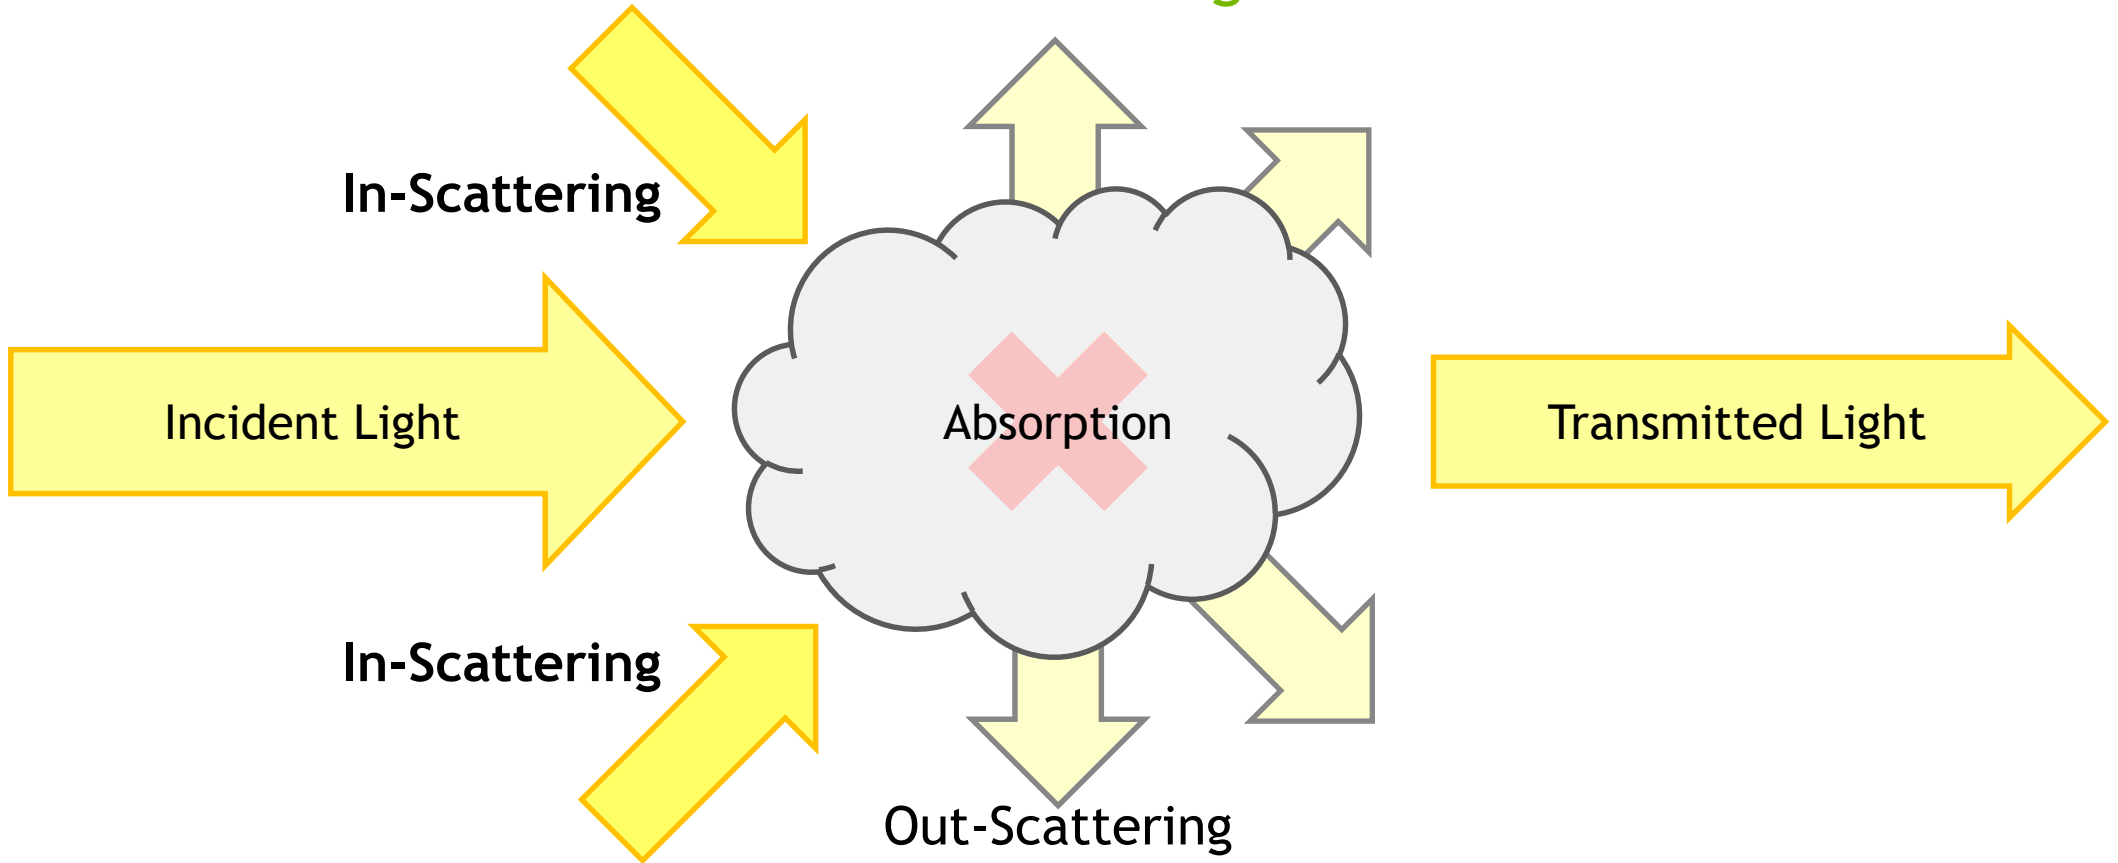 In-Scattering
Incident Light
Absorption
Transmitted Light
In-Scattering
Out-Scattering